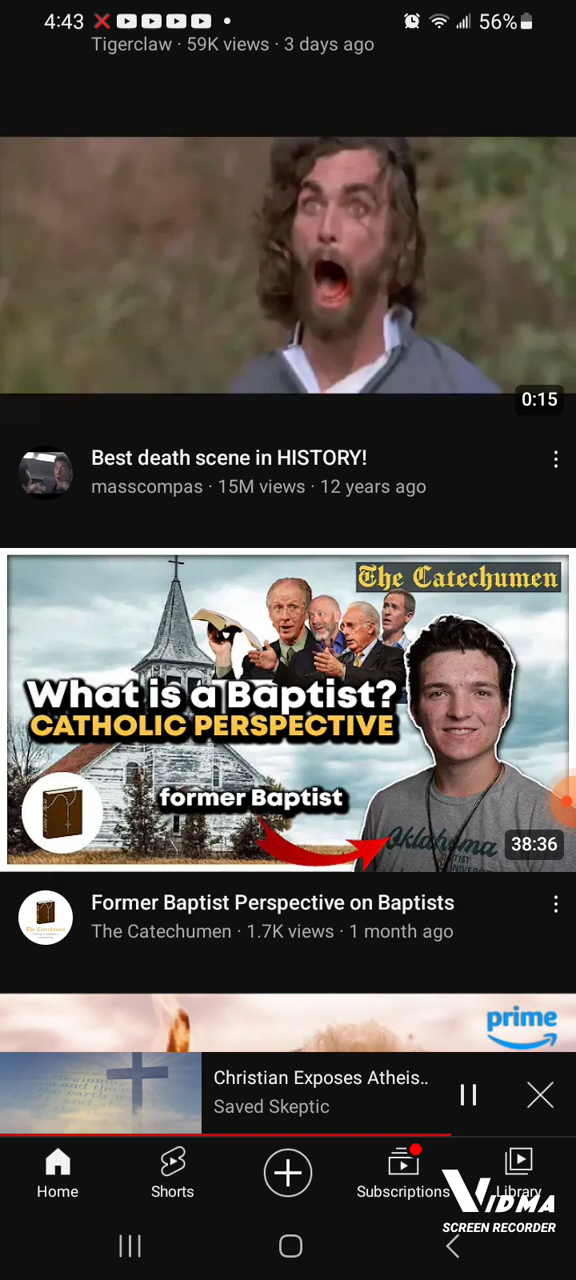 4:43
56%
Tigerclaw · 59K views · 3 days ago
0:15
Best death scene in HISTORY!
masscompas · 15M views · 12 years ago
The Catechumen
What is a Baptist?
CATHOLIC PERSPECTIVE
former Baptist
Oklahoma
38:36
Former Baptist Perspective on Baptists
The Catechumen · 1.7K views · 1 month ago
prime
Christian Exposes Atheis..
Saved Skeptic
Home
Shorts
Subscriptions
Library
VIDMA
SCREEN RECORDER